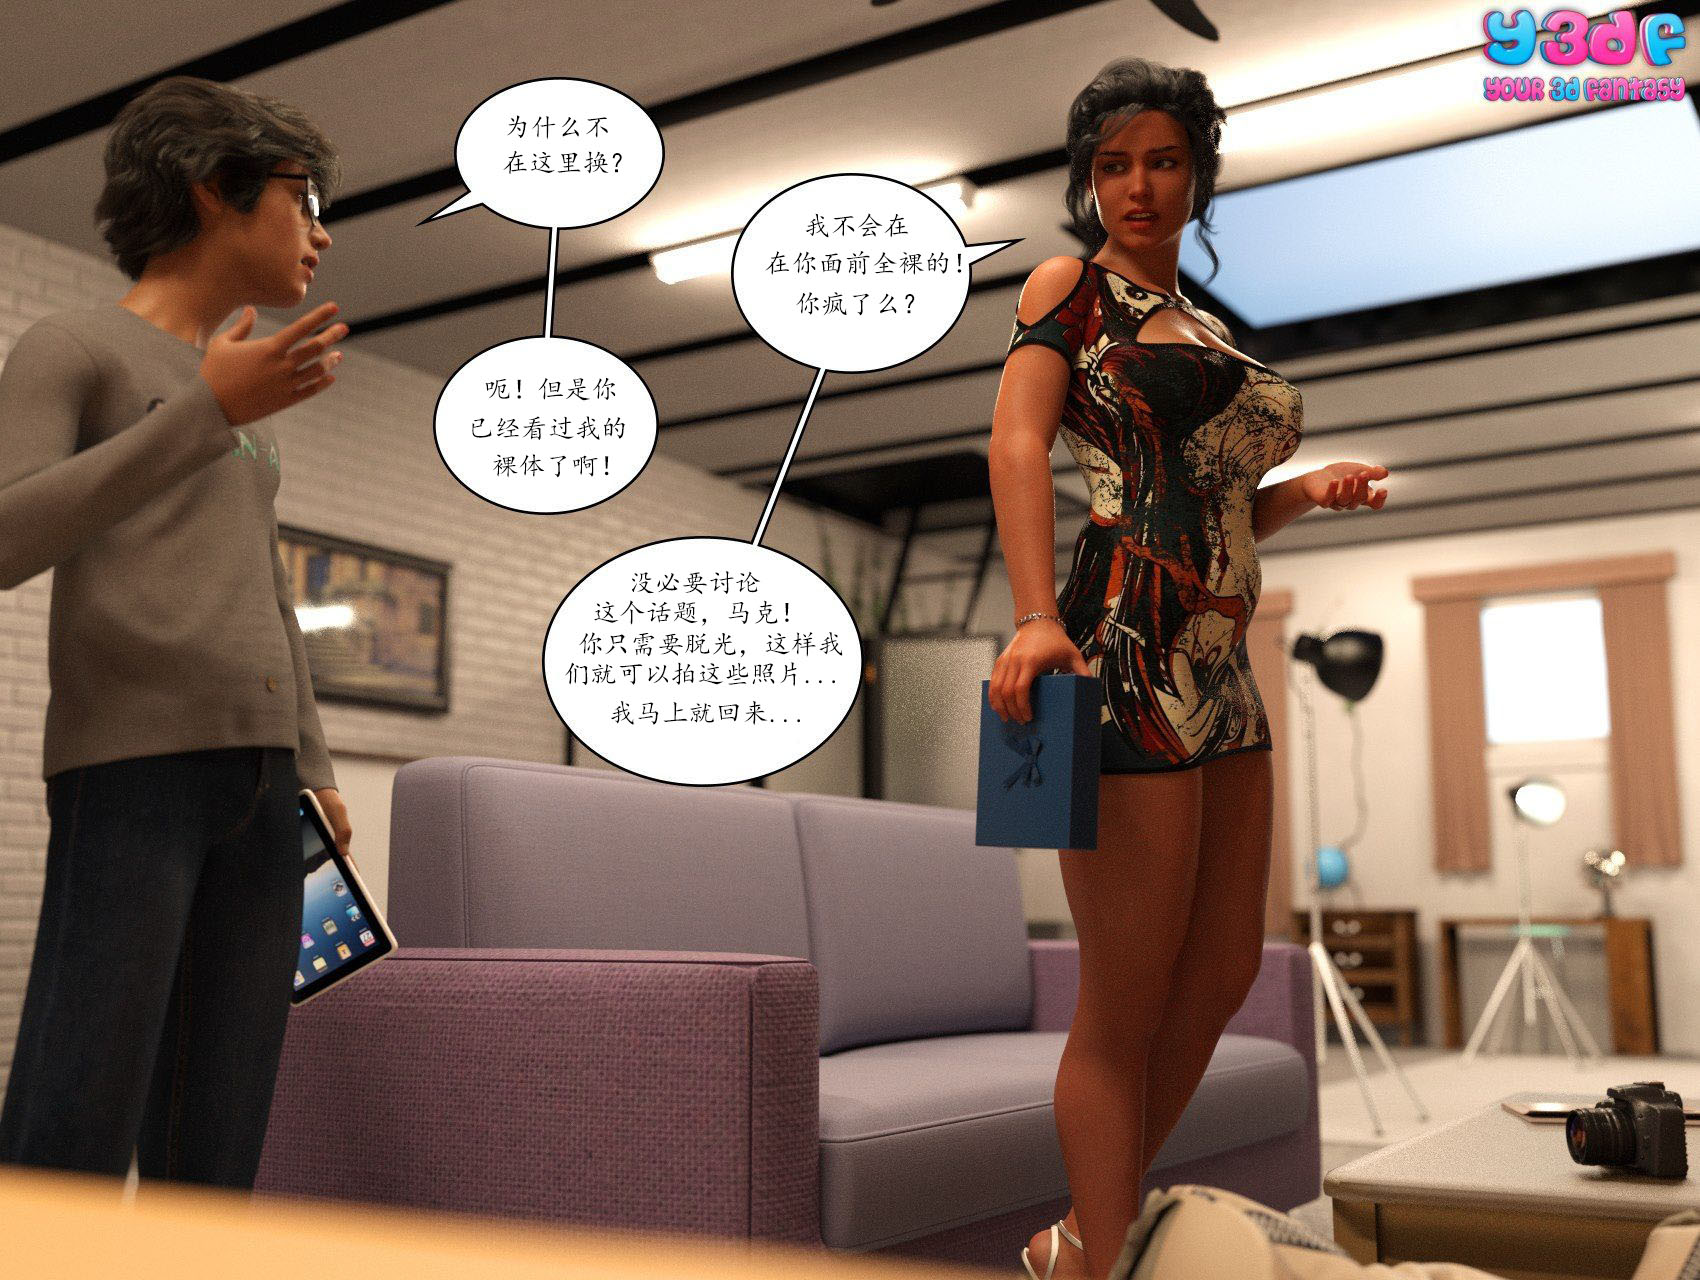 y3df
YOUR 3d fantasy
为什么不
在这里换？
呃！但是你
已经看过我的
裸体了啊！
我不会在
在你面前全裸的！
你疯了么？
没必要讨论
这个话题，马克！
你只需要脱光，这样我
们就可以拍这些照片...
我马上就回来...